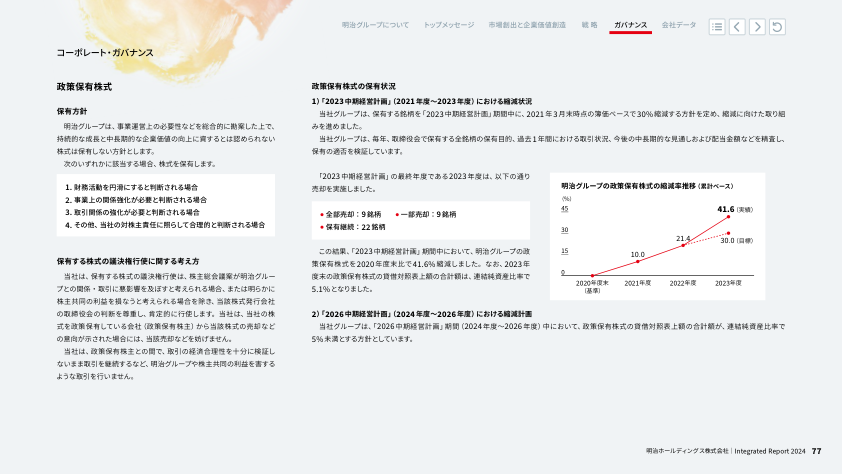 明治グループについて トップメッセージ 市場創出と企業価値創造 戦 略 ガバナンス 会社データ
コーポレート・ガバナンス
政策保有株式
保有方針
明治グループは、事業運営上の必要性などを総合的に勘案した上で、
持続的な成長と中長期的な企業価値の向上に資するとは認められない
株式は保有しない方針とします。
次のいずれかに該当する場合、株式を保有します。
1. 財務活動を円滑にすると判断される場合
2. 事業上の関係強化が必要と判断される場合
3. 取引関係の強化が必要と判断される場合
4. その他、当社の対株主責任に照らして合理的と判断される場合
保有する株式の議決権行使に関する考え方
当社は、保有する株式の議決権行使は、株主総会議案が明治グルー
プとの関係・取引に悪影響を及ぼすと考えられる場合、または明らかに
株主共同の利益を損なうと考えられる場合を除き、当該株式発行会社
の取締役会の判断を尊重し、肯定的に行使します。当社は、当社の株
式を政策保有している会社（政策保有株主）から当該株式の売却など
の意向が示された場合には、当該売却などを妨げません。
当社は、政策保有株主との間で、取引の経済合理性を十分に検証し
ないまま取引を継続するなど、明治グループや株主共同の利益を害する
ような取引を行いません。
政策保有株式の保有状況
1）「2023中期経営計画」（2021年度〜2023年度）における縮減状況
当社グループは、保有する銘柄を「2023中期経営計画」期間中に、2021年3月末時点の簿価ベースで30％縮減する方針を定め、縮減に向けた取り組
みを進めました。
当社グループは、毎年、取締役会で保有する全銘柄の保有目的、過去1年間における取引状況、今後の中長期的な見通しおよび配当金額などを精査し、
保有の適否を検証しています。
「2023中期経営計画」の最終年度である2023年度は、以下の通り
売却を実施しました。
● 全部売却：9銘柄 ● 一部売却：9銘柄
● 保有継続：22銘柄
この結果、「2023中期経営計画」期間中において、明治グループの政
策保有株式を2020年度末比で41.6％縮減しました。なお、2023年
度末の政策保有株式の貸借対照表上額の合計額は、連結純資産比率で
5.1％となりました。
明治グループの政策保有株式の縮減率推移（累計ベース）
(%)
45
30
15
0
10.0
21.4
41.6（実績）
30.0（目標）
2020年度末 2021年度 2022年度 2023年度
（基準）
2）「2026中期経営計画」（2024年度〜2026年度）における縮減計画
当社グループは、「2026中期経営計画」期間（2024年度〜2026年度）中において、政策保有株式の貸借対照表上額の合計額が、連結純資産比率で
5％未満とする方針としています。
明治ホールディングス株式会社｜Integrated Report 2024 77